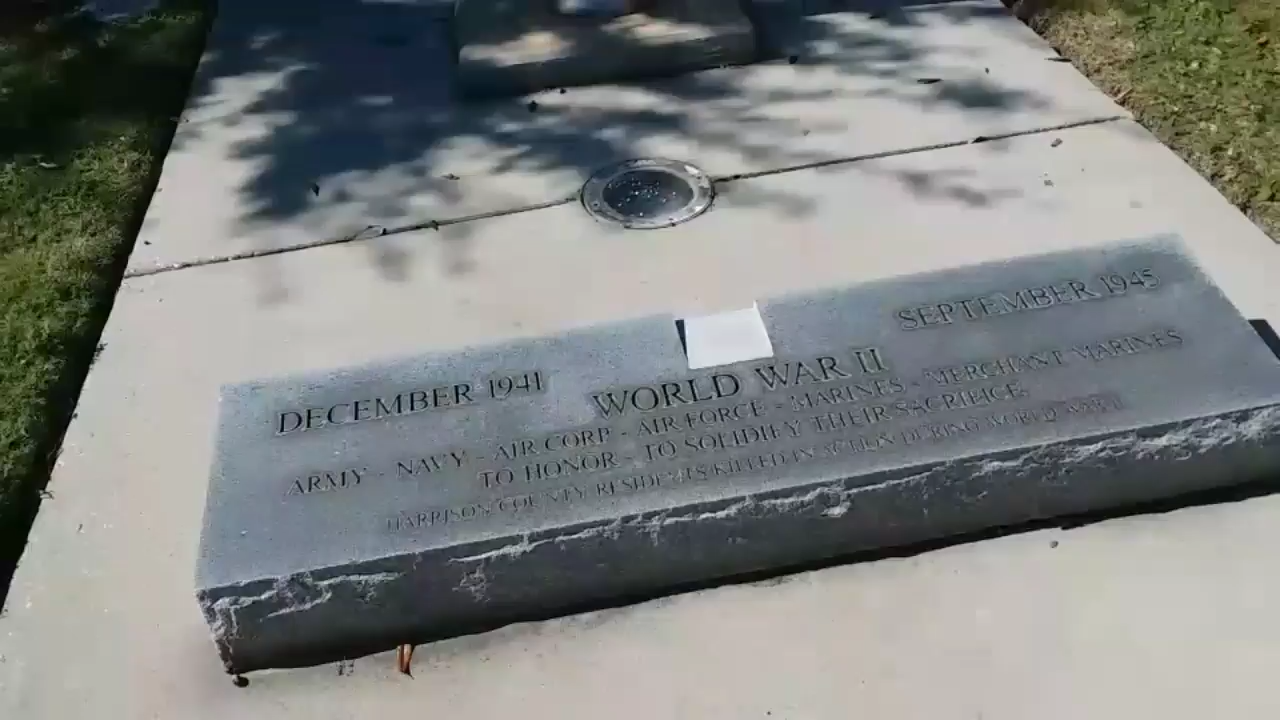 DECEMBER 1941
SEPTEMBER 1945
WORLD WAR II
ARMY - NAVY - AIR CORP - AIR FORCE - MARINES - MERCHANT MARINES
TO HONOR - TO SOLIDIFY THEIR SACRIFICE
HARRISON COUNTY RESIDENTS KILLED IN ACTION DURING WORLD WAR II